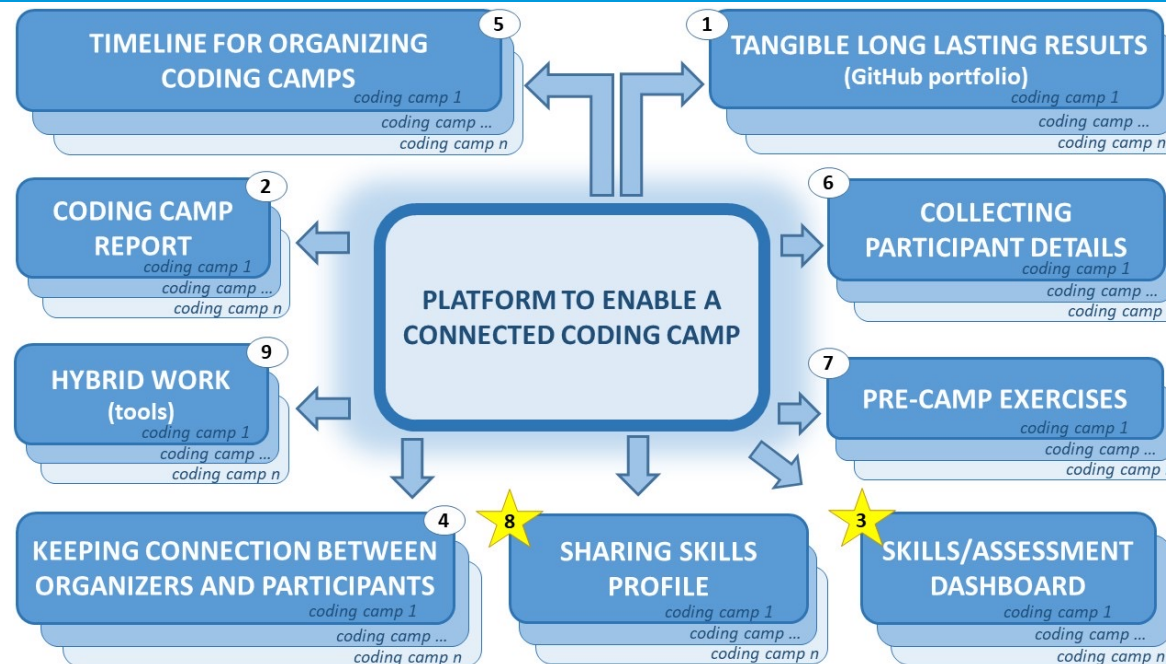 5
TIMELINE FOR ORGANIZING
CODING CAMPS
coding camp 1
coding camp ...
coding camp n
1
TANGIBLE LONG LASTING RESULTS
(GitHub portfolio)
coding camp 1
coding camp ...
coding camp n
2
CODING CAMP
REPORT
coding camp 1
coding camp ...
coding camp n
6
COLLECTING
PARTICIPANT DETAILS
coding camp 1
coding camp ...
coding camp
PLATFORM TO ENABLE A
CONNECTED CODING CAMP
9
HYBRID WORK
(tools)
coding camp 1
coding camp ...
coding camp n
7
PRE-CAMP EXERCISES
coding camp 1
coding camp ...
coding camp
4
KEEPING CONNECTION BETWEEN
ORGANIZERS AND PARTICIPANTS
coding camp 1
coding camp ...
coding camp n
8
SHARING SKILLS
PROFILE
coding camp 1
coding camp ...
coding camp n
3
SKILLS/ASSESSMENT
DASHBOARD
coding camp 1
coding camp ...
coding camp n